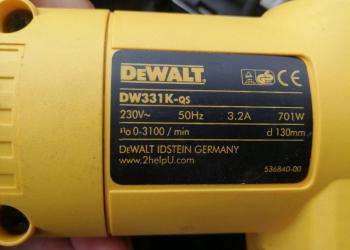 DEWALT®
DW331K-QS
230V~ 50Hz 3.2A 701W
n₀ 0-3100 / min d 130mm
DEWALT IDSTEIN GERMANY
www.2helpU.com
536840-00